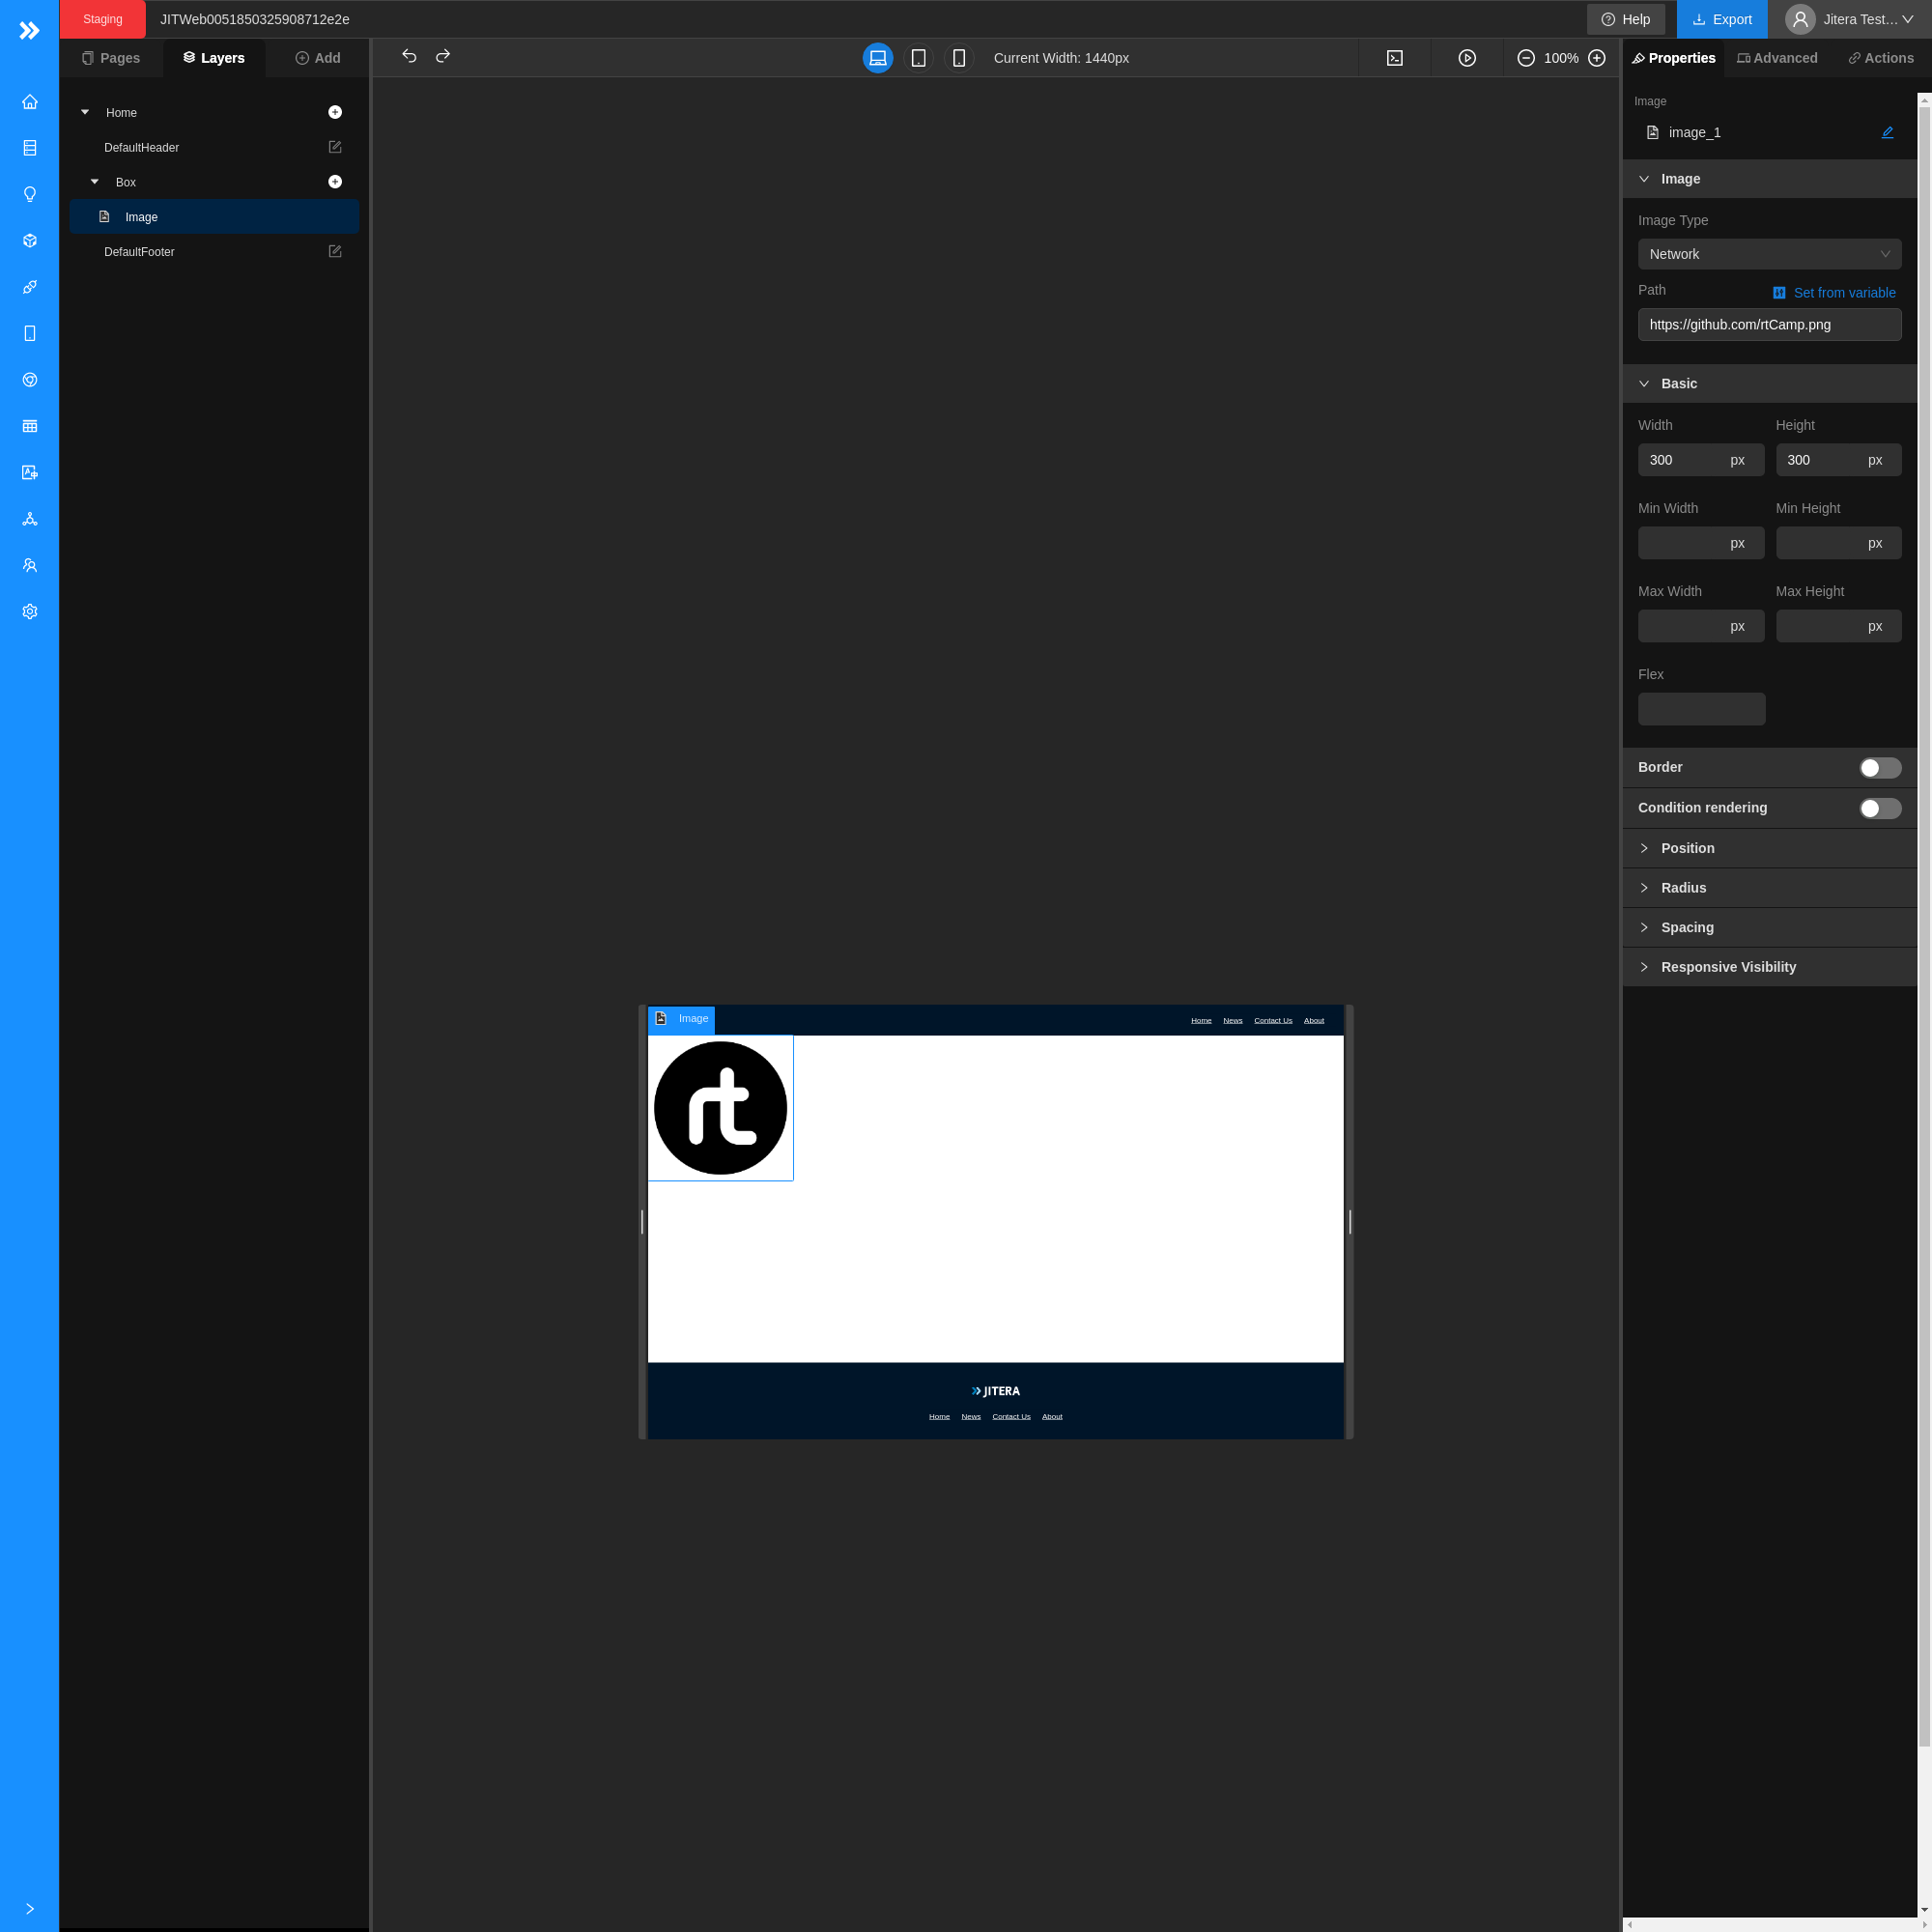 Staging
JITWeb0051850325908712e2e
Help
Export
Jitera Test...
Pages
Layers
Add
Current Width: 1440px
100%
Properties
Advanced
Actions
Home
DefaultHeader
Box
Image
DefaultFooter
Image
image_1
Image
Image Type
Network
Path
Set from variable
https://github.com/rtCamp.png
Basic
Width
Height
300 px
300 px
Min Width
Min Height
px
px
Max Width
Max Height
px
px
Flex
Border
Condition rendering
Position
Radius
Spacing
Responsive Visibility
Image
Home News Contact Us About
rt
JITERA
Home News Contact Us About